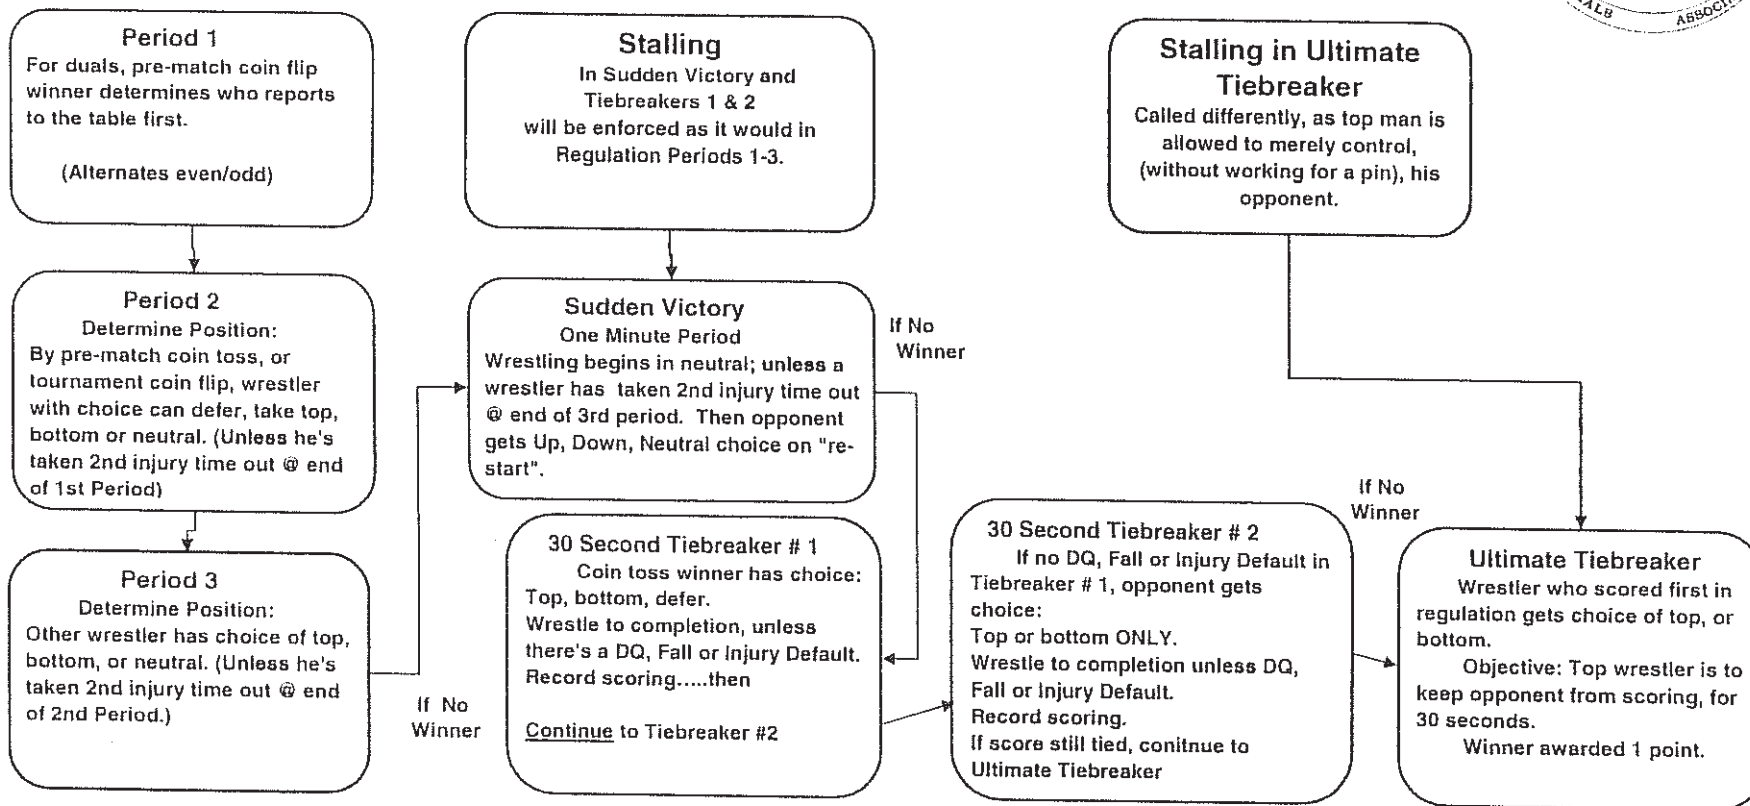 Period 1
For duals, pre-match coin flip
winner determines who reports
to the table first.
(Alternates even/odd)
Stalling
In Sudden Victory and
Tiebreakers 1 & 2
will be enforced as it would in
Regulation Periods 1-3.
Stalling in Ultimate
Tiebreaker
Called differently, as top man is
allowed to merely control,
(without working for a pin), his
opponent.
Period 2
Determine Position:
By pre-match coin toss, or
tournament coin flip, wrestler
with choice can defer, take top,
bottom or neutral. (Unless he's
taken 2nd injury time out @ end
of 1st Period)
Sudden Victory
One Minute Period
Wrestling begins in neutral; unless a
wrestler has taken 2nd injury time out
@ end of 3rd period. Then opponent
gets Up, Down, Neutral choice on "re-
start".
If No
Winner
Period 3
Determine Position:
Other wrestler has choice of top,
bottom, or neutral. (Unless he's
taken 2nd injury time out @ end
of 2nd Period.)
If No
Winner
30 Second Tiebreaker # 1
Coin toss winner has choice:
Top, bottom, defer.
Wrestle to completion, unless
there's a DQ, Fall or Injury Default.
Record scoring.....then
Continue to Tiebreaker #2
30 Second Tiebreaker # 2
If no DQ, Fall or Injury Default in
Tiebreaker # 1, opponent gets
choice:
Top or bottom ONLY.
Wrestle to completion unless DQ,
Fall or Injury Default.
Record scoring.
If score still tied, conitnue to
Ultimate Tiebreaker
If No
Winner
Ultimate Tiebreaker
Wrestler who scored first in
regulation gets choice of top, or
bottom.
Objective: Top wrestler is to
keep opponent from scoring, for
30 seconds.
Winner awarded 1 point.